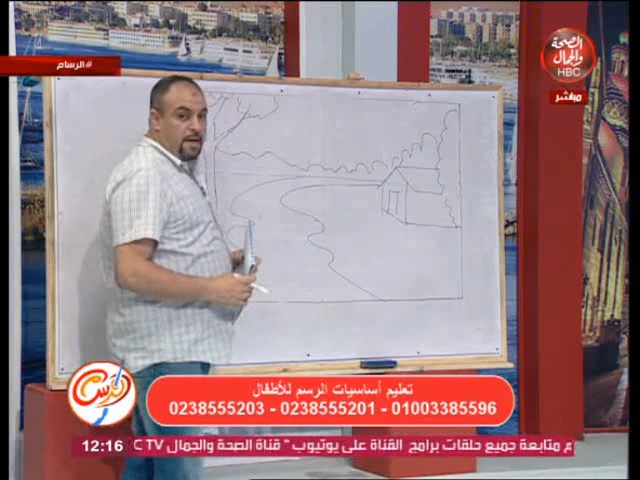 الصحة
والجمال
HBC
مباشر
#الرسام
تعليم أساسيات الرسم للأطفال
0238555203 - 0238555201 - 01003385596
12:16
م متابعة جميع حلقات برامج القناة على يوتيوب " قناة الصحة والجمال C TV